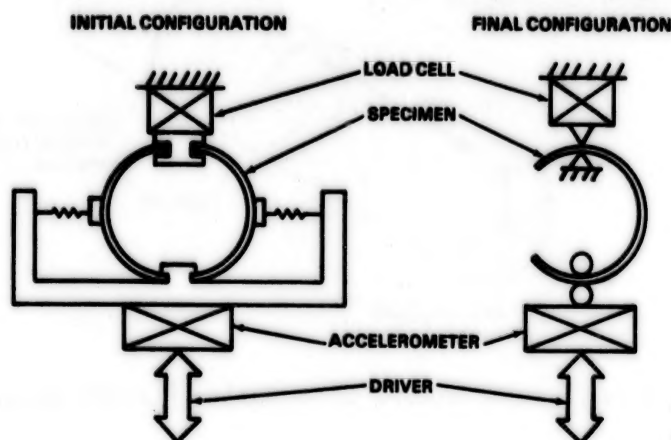 INITIAL CONFIGURATION
FINAL CONFIGURATION
LOAD CELL
SPECIMEN
ACCELEROMETER
DRIVER